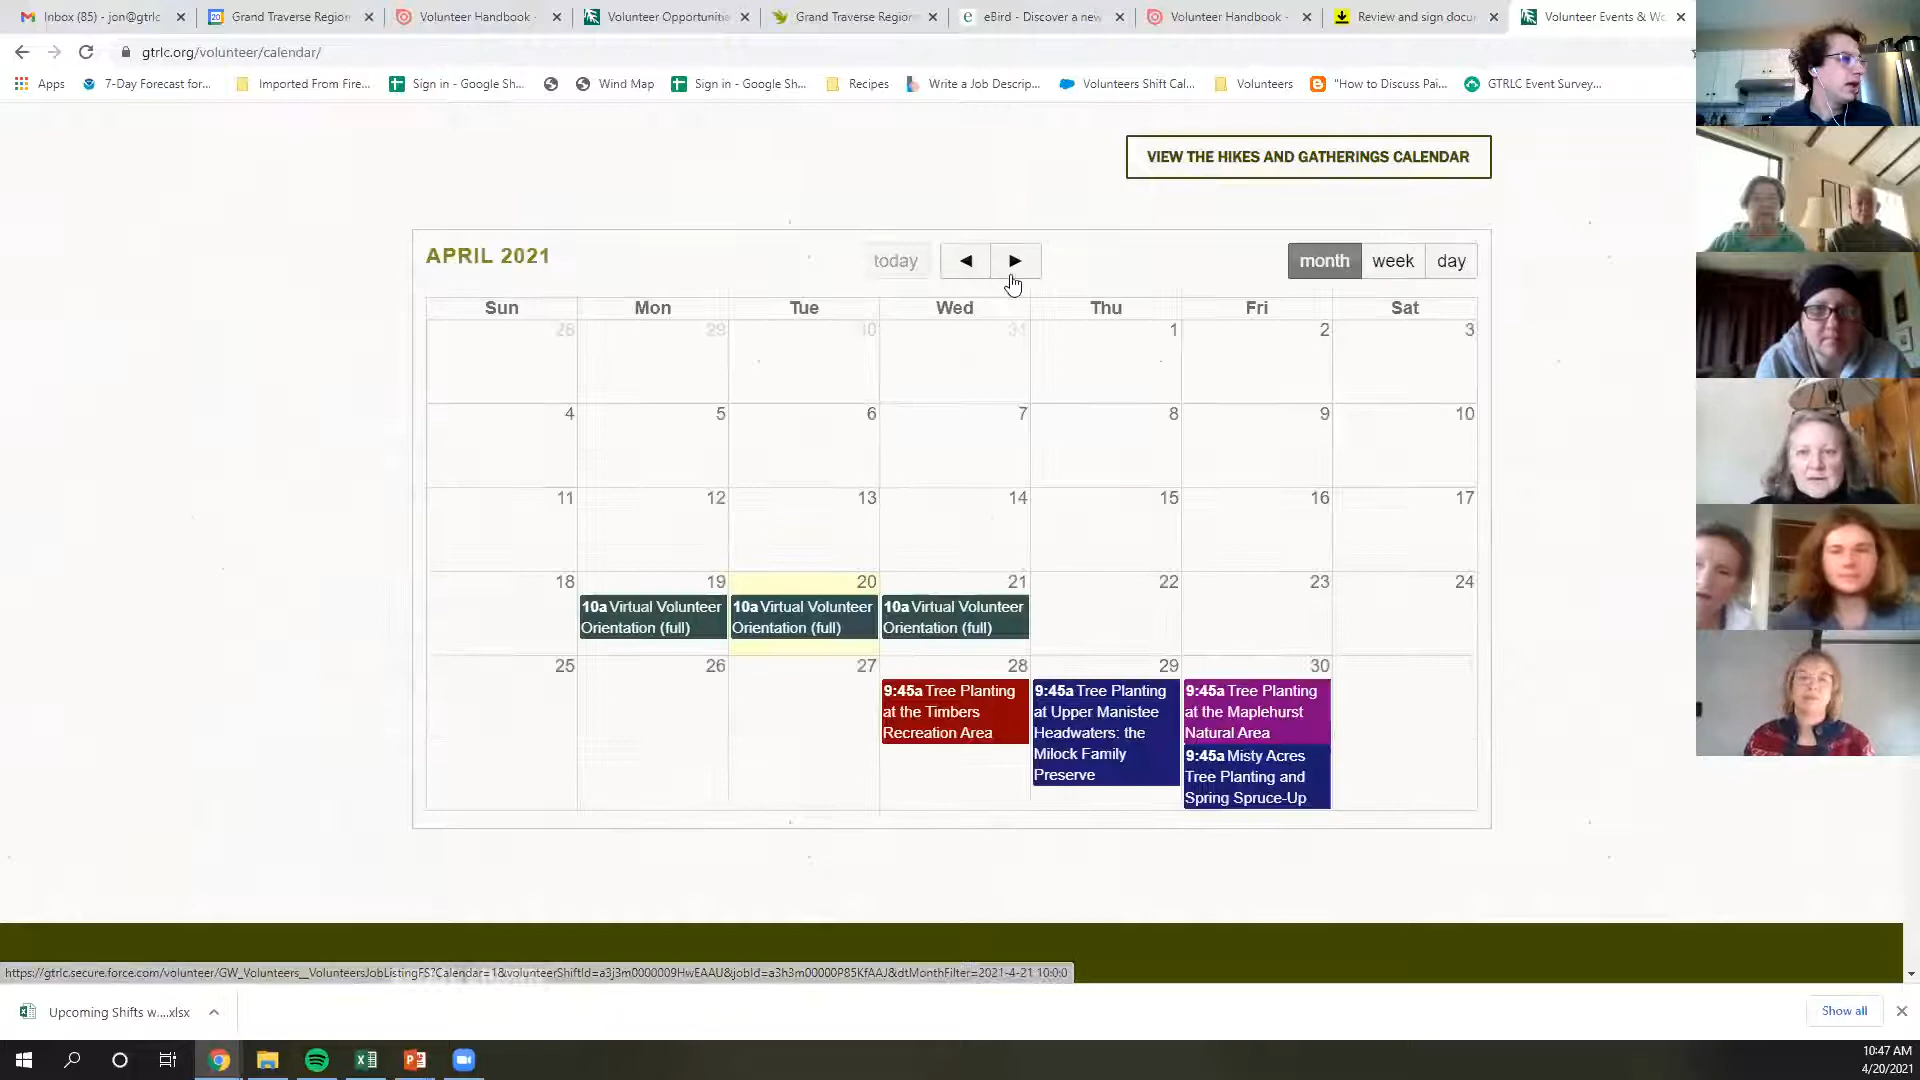 Inbox (85) - jon@gtrlc
Grand Traverse Region
Volunteer Handbook -
Volunteer Opportuniti
Grand Traverse Region
eBird - Discover a new
Volunteer Handbook -
Review and sign docu
Volunteer Events & Wo
gtrlc.org/volunteer/calendar/
Apps
7-Day Forecast for...
Imported From Fire...
Sign in - Google Sh...
Wind Map
Sign in - Google Sh...
Recipes
Write a Job Descrip...
Volunteers Shift Cal...
Volunteers
"How to Discuss Pai...
GTRLC Event Survey...
VIEW THE HIKES AND GATHERINGS CALENDAR
APRIL 2021
today
month week day
Sun Mon Tue Wed Thu Fri Sat
28 29 30 31 1 2 3
4 5 6 7 8 9 10
11 12 13 14 15 16 17
18 19 20 21 22 23 24
10a Virtual Volunteer
Orientation (full)
10a Virtual Volunteer
Orientation (full)
10a Virtual Volunteer
Orientation (full)
25 26 27 28 29 30
9:45a Tree Planting
at the Timbers
Recreation Area
9:45a Tree Planting
at Upper Manistee
Headwaters: the
Milock Family
Preserve
9:45a Tree Planting
at the Maplehurst
Natural Area
9:45a Misty Acres
Tree Planting and
Spring Spruce-Up
https://gtrlc.secure.force.com/volunteer/GW_Volunteers__VolunteersJobListingFS?Calendar=1&volunteerShiftId=a3j3m0000009HwEAAU&jobId=a3h3m00000P85KfAAJ&dtMonthFilter=2021-4-21 10:0:0
Upcoming Shifts w....xlsx
Show all
10:47 AM
4/20/2021